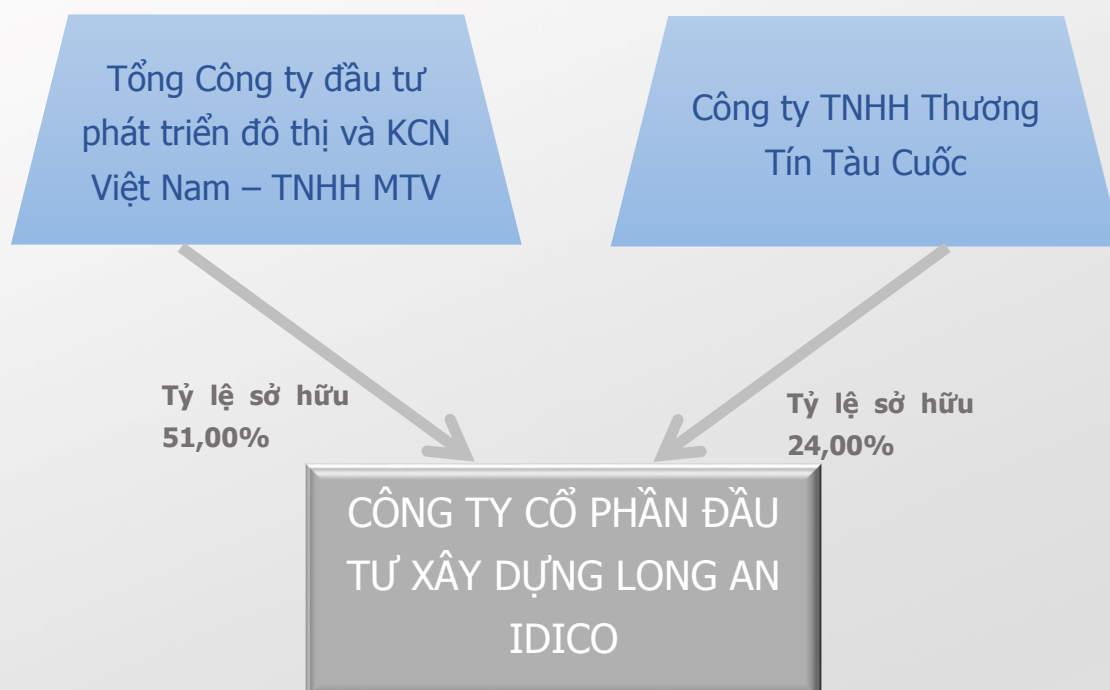 Tổng Công ty đầu tư
phát triển đô thị và KCN
Việt Nam – TNHH MTV
Công ty TNHH Thương
Tín Tàu Cuốc
Tỷ lệ sở hữu
51,00%
Tỷ lệ sở hữu
24,00%
CÔNG TY CỔ PHẦN ĐẦU
TƯ XÂY DỰNG LONG AN
IDICO